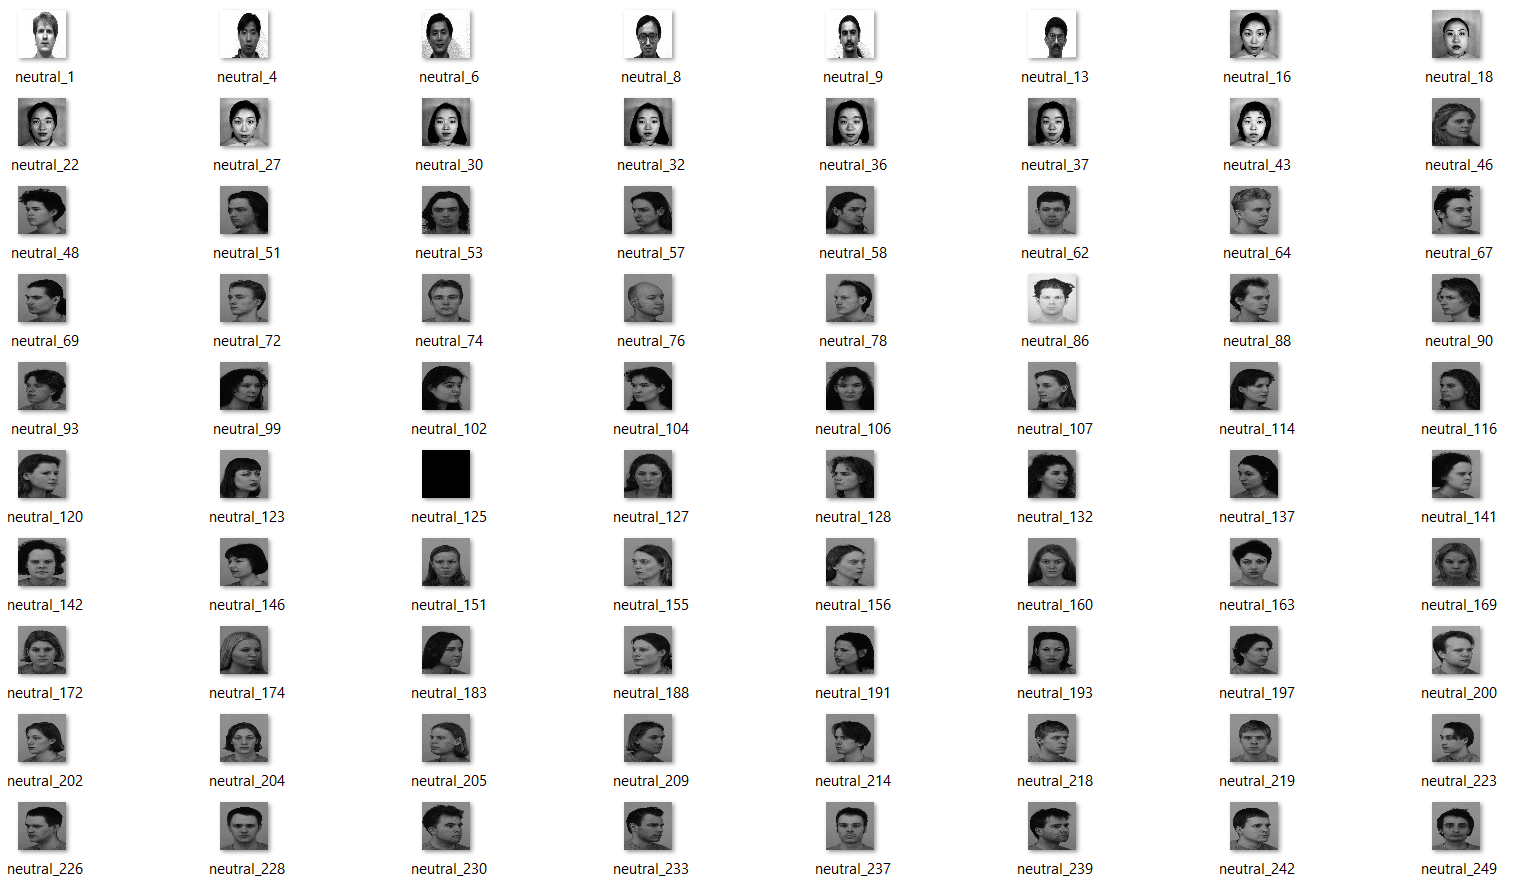 neutral_1 neutral_4 neutral_6 neutral_8 neutral_9 neutral_13 neutral_16 neutral_18
neutral_22 neutral_27 neutral_30 neutral_32 neutral_36 neutral_37 neutral_43 neutral_46
neutral_48 neutral_51 neutral_53 neutral_57 neutral_58 neutral_62 neutral_64 neutral_67
neutral_69 neutral_72 neutral_74 neutral_76 neutral_78 neutral_86 neutral_88 neutral_90
neutral_93 neutral_99 neutral_102 neutral_104 neutral_106 neutral_107 neutral_114 neutral_116
neutral_120 neutral_123 neutral_125 neutral_127 neutral_128 neutral_132 neutral_137 neutral_141
neutral_142 neutral_146 neutral_151 neutral_155 neutral_156 neutral_160 neutral_163 neutral_169
neutral_172 neutral_174 neutral_183 neutral_188 neutral_191 neutral_193 neutral_197 neutral_200
neutral_202 neutral_204 neutral_205 neutral_209 neutral_214 neutral_218 neutral_219 neutral_223
neutral_226 neutral_228 neutral_230 neutral_233 neutral_237 neutral_239 neutral_242 neutral_249